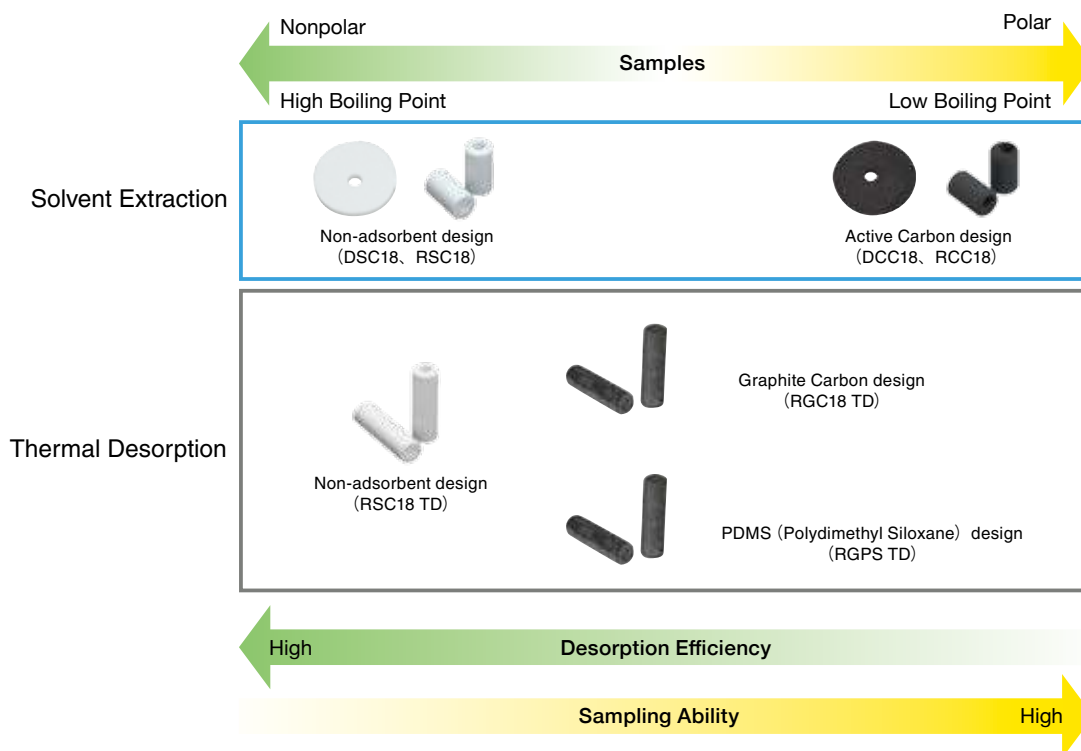 Nonpolar
Polar
Samples
High Boiling Point
Low Boiling Point
Solvent Extraction
Non-adsorbent design
（DSC18、RSC18）
Active Carbon design
（DCC18、RCC18）
Thermal Desorption
Graphite Carbon design
（RGC18 TD）
Non-adsorbent design
（RSC18 TD）
PDMS（Polydimethyl Siloxane）design
（RGPS TD）
High
Desorption Efficiency
Sampling Ability
High